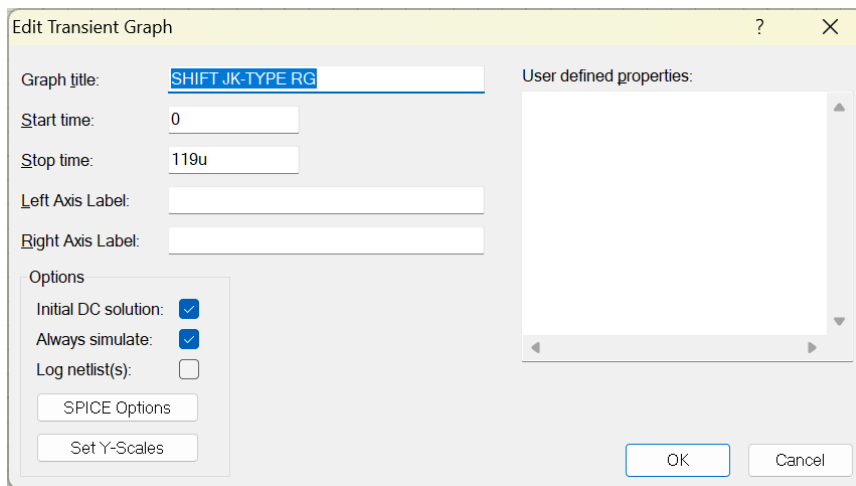 Edit Transient Graph ?
Graph title: SHIFT JK-TYPE RG
Start time: 0
Stop time: 119u
Left Axis Label:
Right Axis Label:
Options
Initial DC solution:
Always simulate:
Log netlist(s):
SPICE Options
Set Y-Scales
User defined properties:
OK Cancel